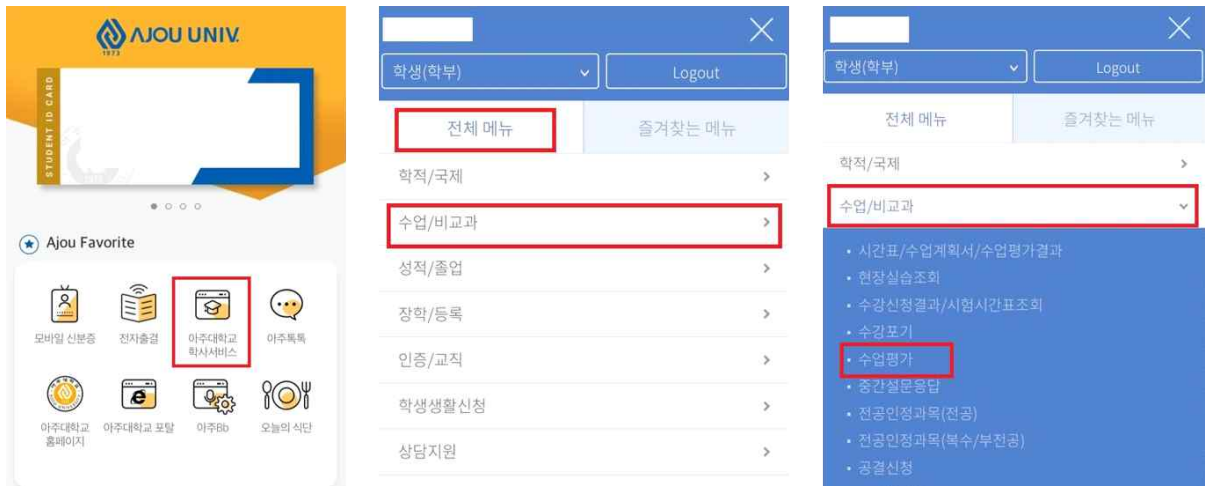 AJOU UNIV.
1973
STUDENT ID CARD
Ajou Favorite
모바일 신분증
전자출결
아주대학교
학사서비스
아주톡톡
아주대학교
홈페이지
아주대학교 포탈
아주Bb
오늘의 식단
학생(학부)
Logout
전체 메뉴
즐겨찾는 메뉴
학적/국제
수업/비교과
성적/졸업
장학/등록
인증/교직
학생생활신청
상담지원
학생(학부)
Logout
전체 메뉴
즐겨찾는 메뉴
학적/국제
수업/비교과
• 시간표/수업계획서/수업평가결과
• 현장실습조회
• 수강신청결과/시험시간표조회
• 수강포기
• 수업평가
• 중간설문응답
• 전공인정과목(전공)
• 전공인정과목(복수/부전공)
• 공결신청